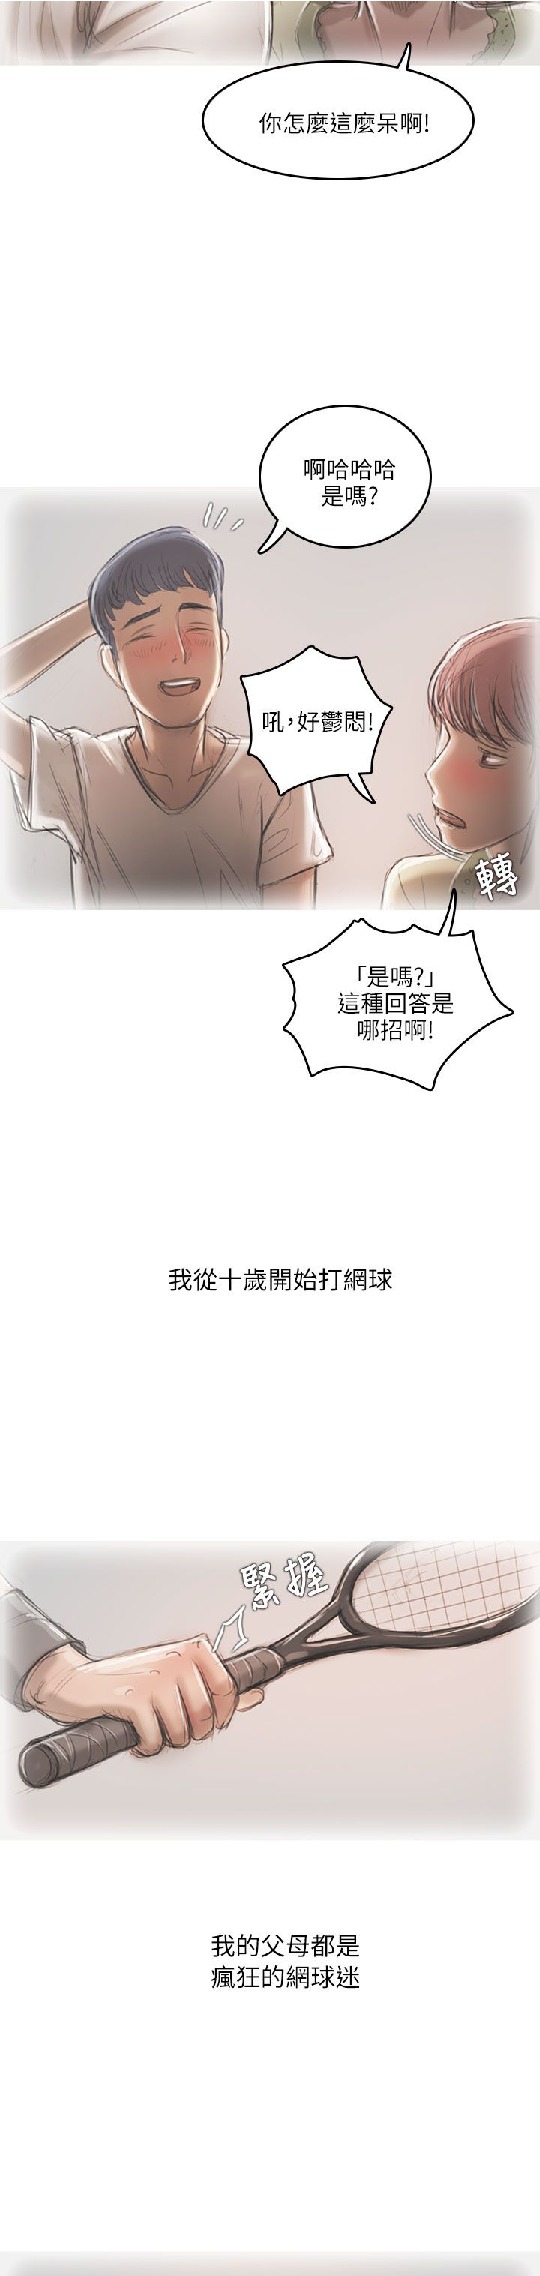 你怎麼這麼呆啊!
啊哈哈哈
是嗎?
吼,好鬱悶!
轉
「是嗎?」
這種回答是
哪招啊!
我從十歲開始打網球
緊握
我的父母都是
瘋狂的網球迷